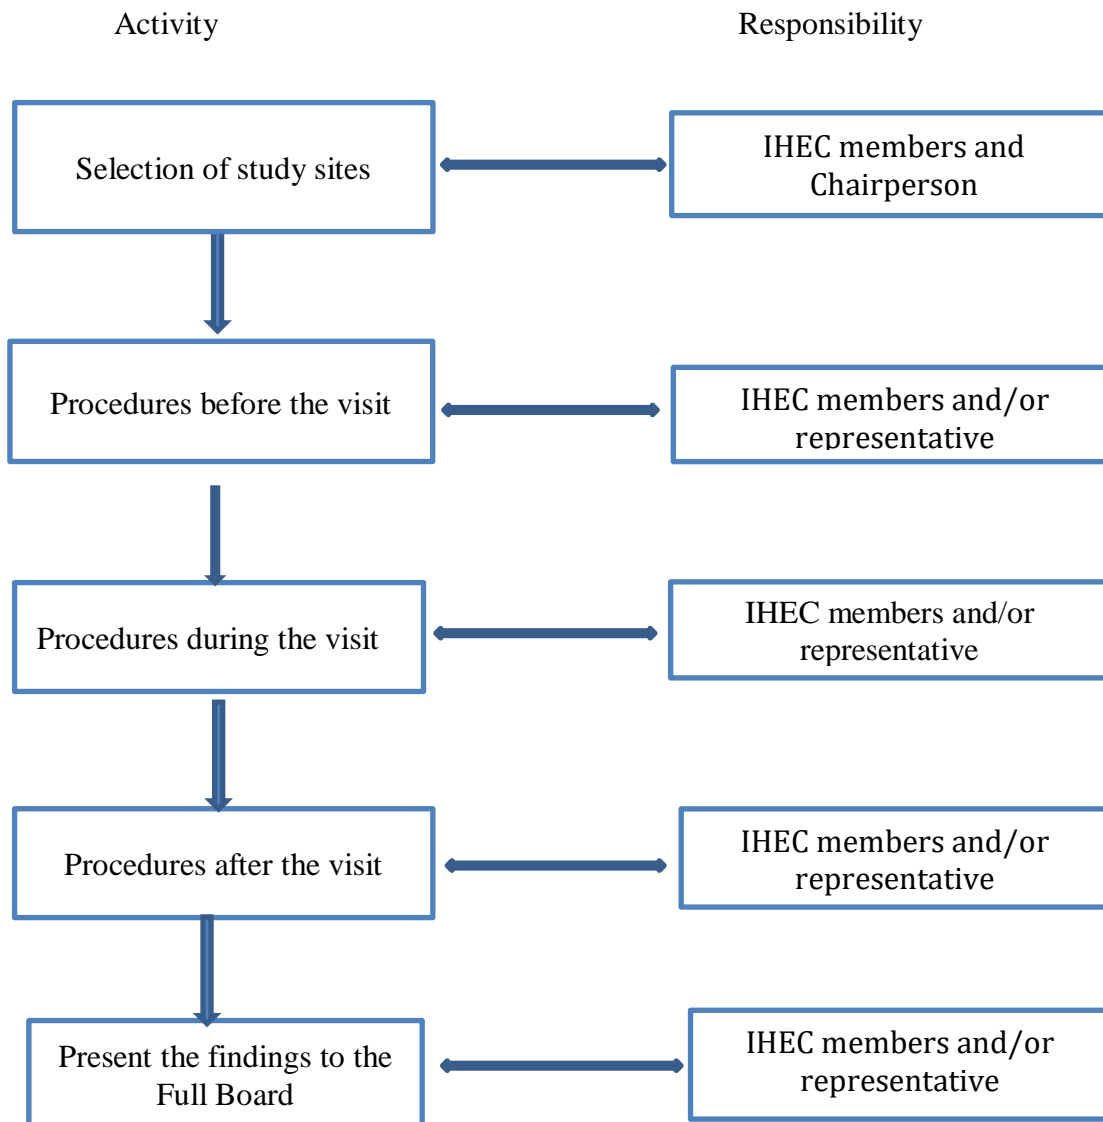 Activity
Responsibility
Selection of study sites
IHEC members and
Chairperson
Procedures before the visit
IHEC members and/or
representative
Procedures during the visit
IHEC members and/or
representative
Procedures after the visit
IHEC members and/or
representative
Present the findings to the
Full Board
IHEC members and/or
representative